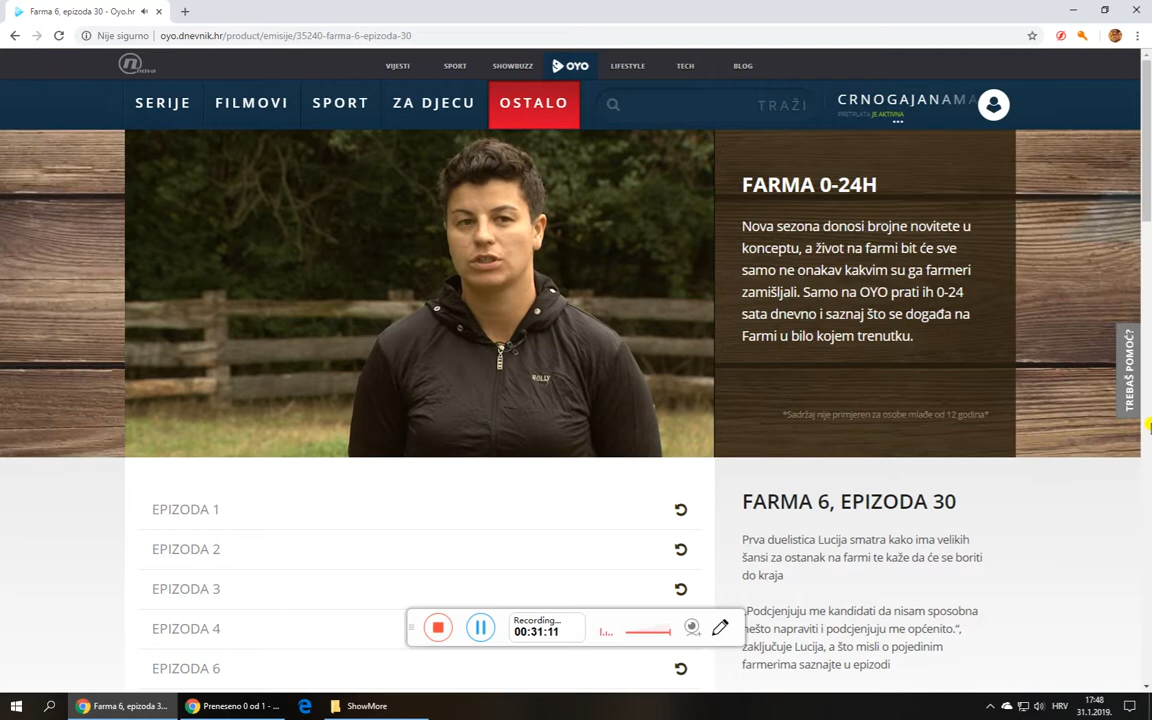 Farma 6, epizoda 30 - Oyo.hr
Nije sigurno
oyo.dnevnik.hr/product/emisije/35240-farma-6-epizoda-30
nova
VIJESTI
SPORT
SHOWBUZZ
OYO
LIFESTYLE
TECH
BLOG
SERIJE
FILMOVI
SPORT
ZA DJECU
OSTALO
TRAŽI
CRNOGAJANAMA
PRETPLATA JE AKTIVNA
FARMA 0-24H
Nova sezona donosi brojne novitete u
konceptu, a život na farmi bit će sve
samo ne onakav kakvim su ga farmeri
zamišljali. Samo na OYO prati ih 0-24
sata dnevno i saznaj što se događa na
Farmi u bilo kojem trenutku.
*Sadržaj nije primjeren za osobe mlađe od 12 godina*
TREBAŠ POMOĆ?
EPIZODA 1
EPIZODA 2
EPIZODA 3
EPIZODA 4
EPIZODA 6
FARMA 6, EPIZODA 30
Prva duelistica Lucija smatra kako ima velikih
šansi za ostanak na farmi te kaže da će se boriti
do kraja
„Podcjenjuju me kandidati da nisam sposobna
nešto napraviti i podcjenjuju me općenito.“,
zaključuje Lucija, a što misli o pojedinim
farmerima saznajte u epizodi
Recording...
00:31:11
Farma 6, epizoda 3...
Preneseno 0 od 1 - ...
ShowMore
HRV
17:48
31.1.2019.